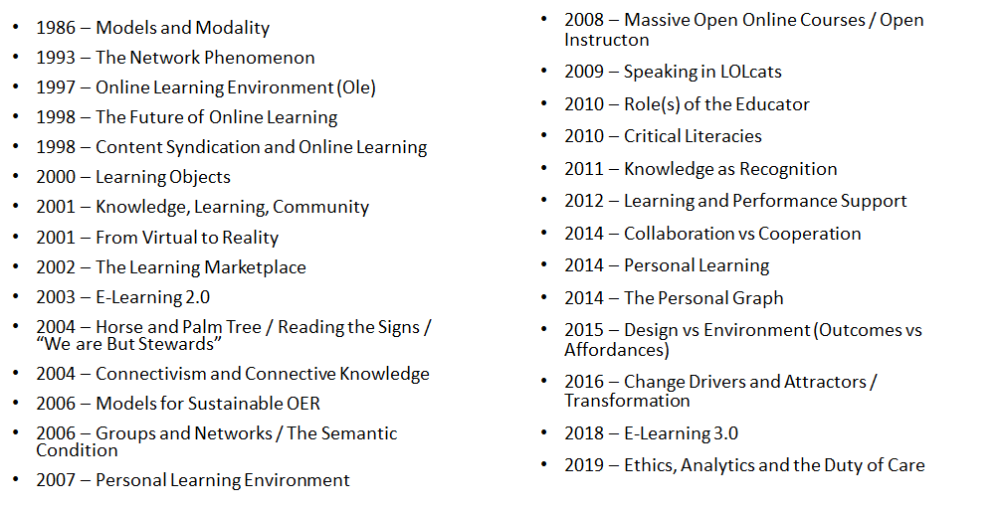 • 1986 – Models and Modality
• 1993 – The Network Phenomenon
• 1997 – Online Learning Environment (Ole)
• 1998 – The Future of Online Learning
• 1998 – Content Syndication and Online Learning
• 2000 – Learning Objects
• 2001 – Knowledge, Learning, Community
• 2001 – From Virtual to Reality
• 2002 – The Learning Marketplace
• 2003 – E-Learning 2.0
• 2004 – Horse and Palm Tree / Reading the Signs /
“We are But Stewards”
• 2004 – Connectivism and Connective Knowledge
• 2006 – Models for Sustainable OER
• 2006 – Groups and Networks / The Semantic
Condition
• 2007 – Personal Learning Environment
• 2008 – Massive Open Online Courses / Open
Instructon
• 2009 – Speaking in LOLcats
• 2010 – Role(s) of the Educator
• 2010 – Critical Literacies
• 2011 – Knowledge as Recognition
• 2012 – Learning and Performance Support
• 2014 – Collaboration vs Cooperation
• 2014 – Personal Learning
• 2014 – The Personal Graph
• 2015 – Design vs Environment (Outcomes vs
Affordances)
• 2016 – Change Drivers and Attractors /
Transformation
• 2018 – E-Learning 3.0
• 2019 – Ethics, Analytics and the Duty of Care